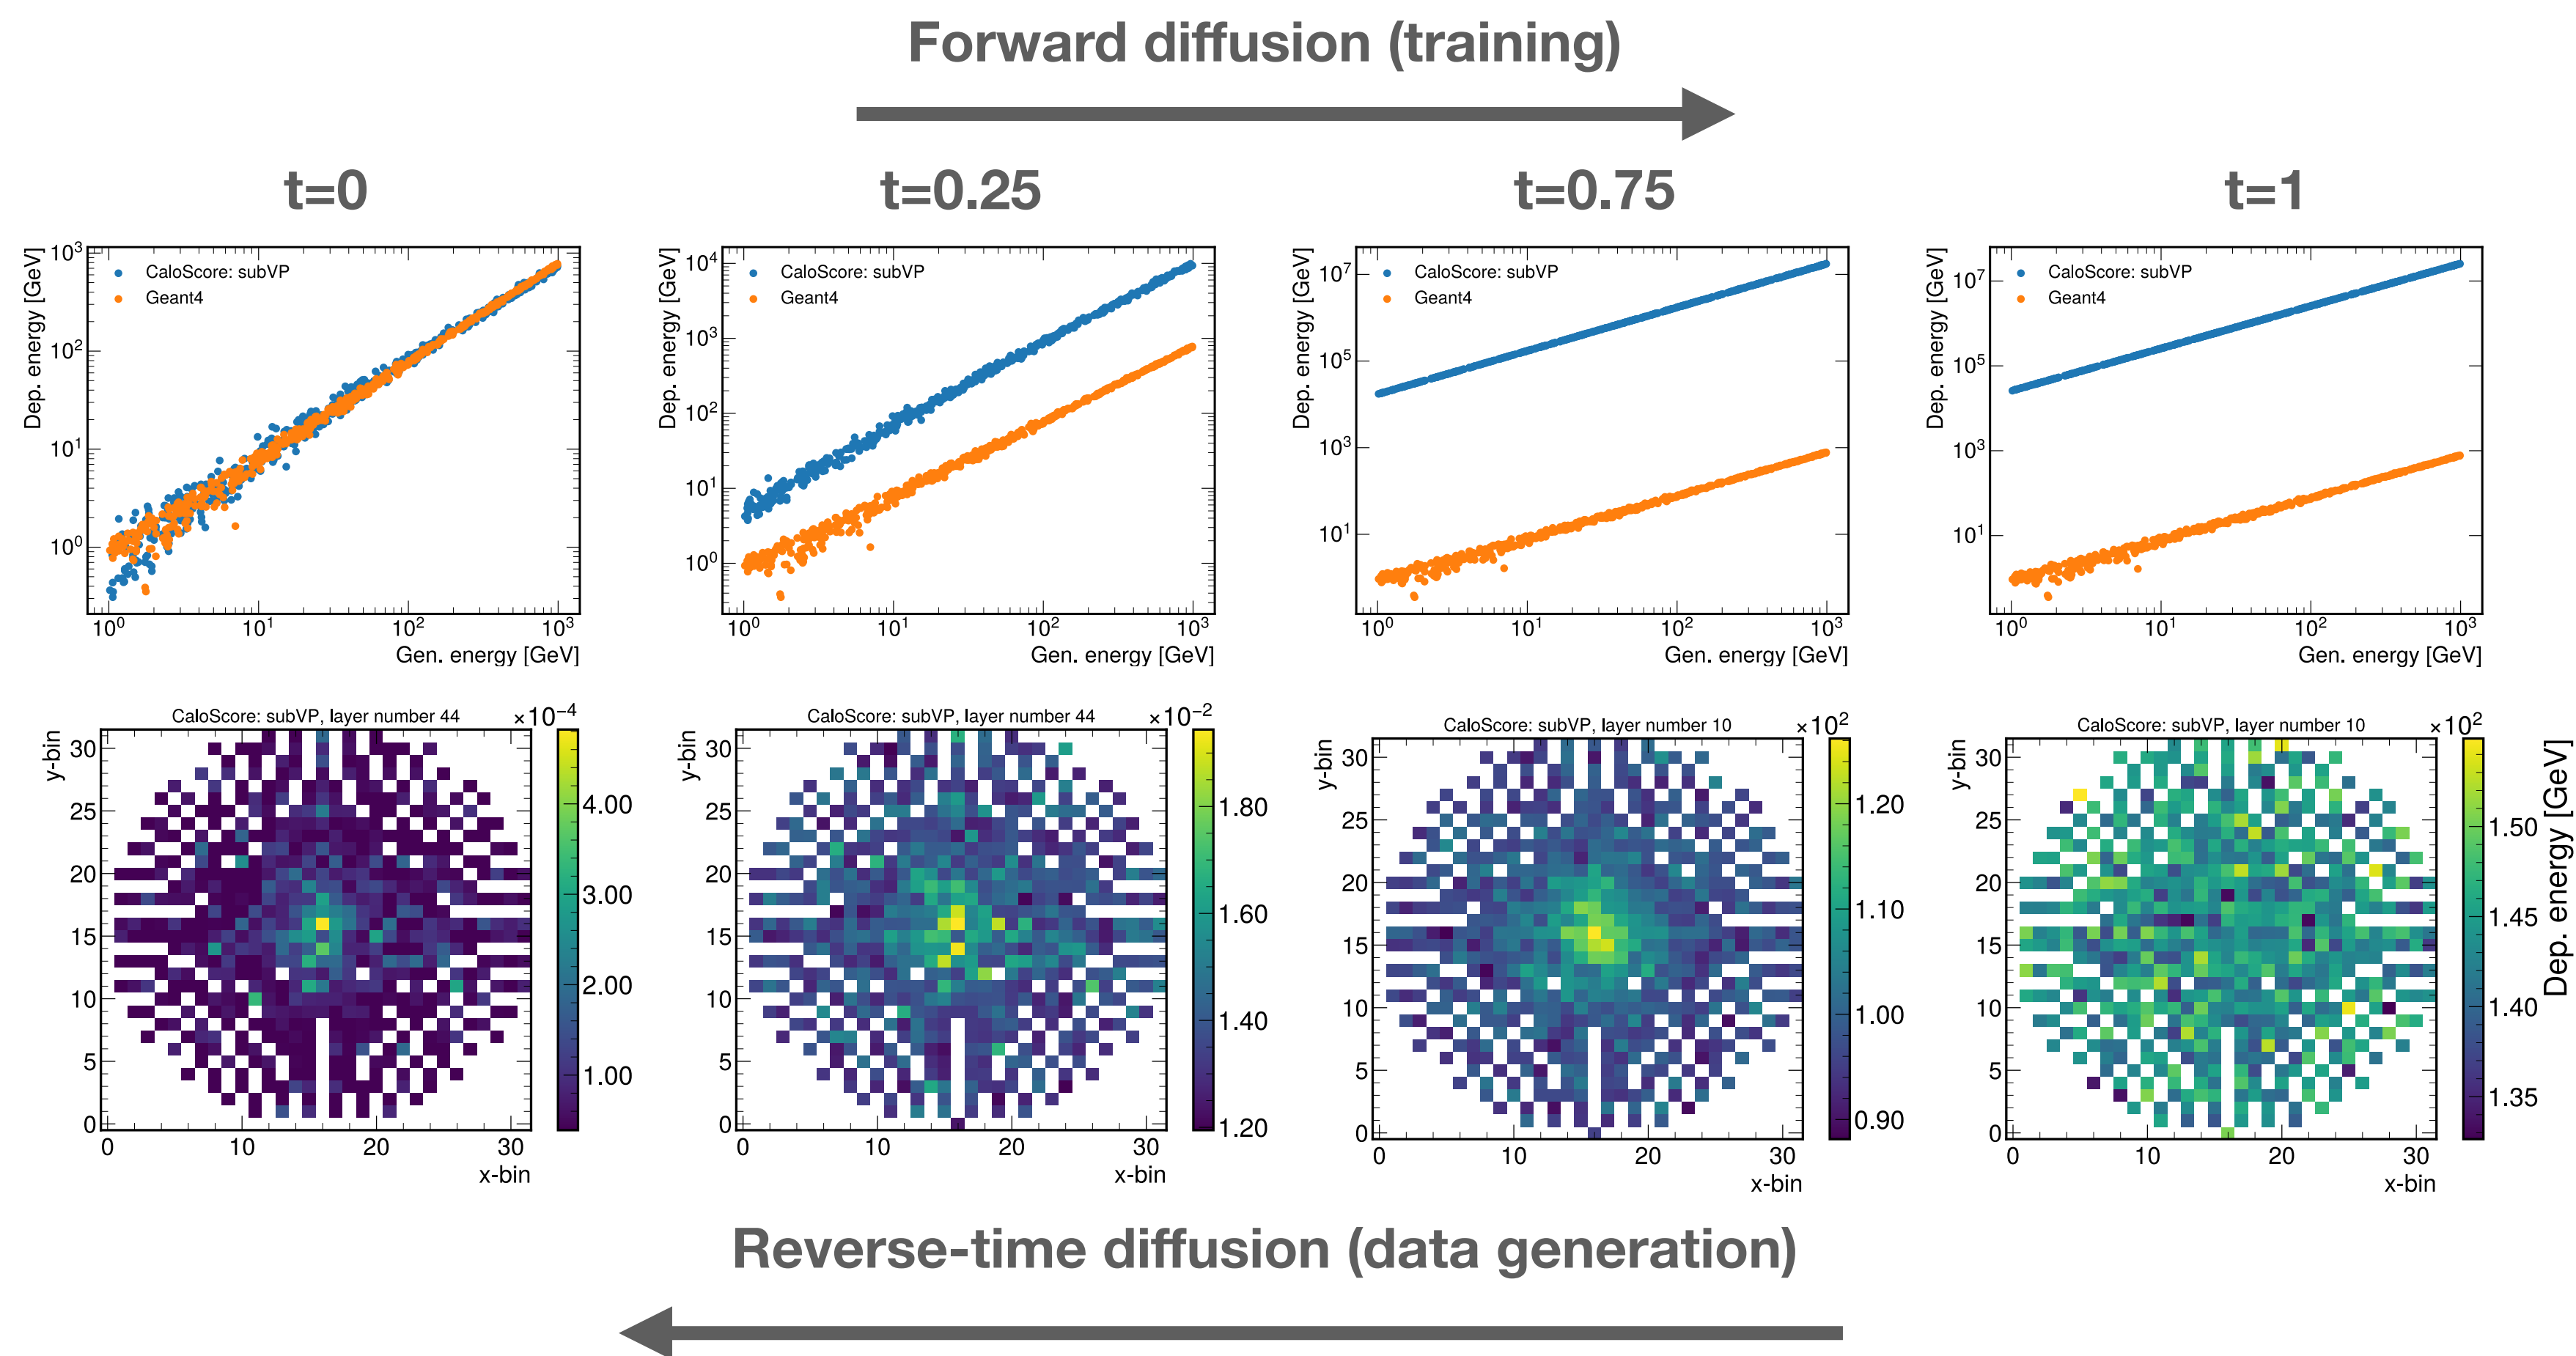 Forward diffusion (training)
t=0
t=0.25
t=0.75
t=1
Dep. energy [GeV]
10³
10²
10¹
10⁰
CaloScore: subVP
Geant4
10⁰ 10¹ 10² 10³
Gen. energy [GeV]
Dep. energy [GeV]
10⁴
10³
10²
10¹
10⁰
CaloScore: subVP
Geant4
10⁰ 10¹ 10² 10³
Gen. energy [GeV]
Dep. energy [GeV]
10⁷
10⁵
10³
10¹
CaloScore: subVP
Geant4
10⁰ 10¹ 10² 10³
Gen. energy [GeV]
Dep. energy [GeV]
10⁷
10⁵
10³
10¹
CaloScore: subVP
Geant4
10⁰ 10¹ 10² 10³
Gen. energy [GeV]
CaloScore: subVP, layer number 44
×10⁻⁴
y-bin
30
25
20
15
10
5
0
0 10 20 30
x-bin
4.00
3.00
2.00
1.00
CaloScore: subVP, layer number 44
×10⁻²
y-bin
30
25
20
15
10
5
0
0 10 20 30
x-bin
1.80
1.60
1.40
1.20
CaloScore: subVP, layer number 10
×10²
y-bin
30
25
20
15
10
5
0
0 10 20 30
x-bin
1.20
1.10
1.00
0.90
CaloScore: subVP, layer number 10
×10²
y-bin
30
25
20
15
10
5
0
0 10 20 30
x-bin
1.50
1.45
1.40
1.35
Dep. energy [GeV]
Reverse-time diffusion (data generation)